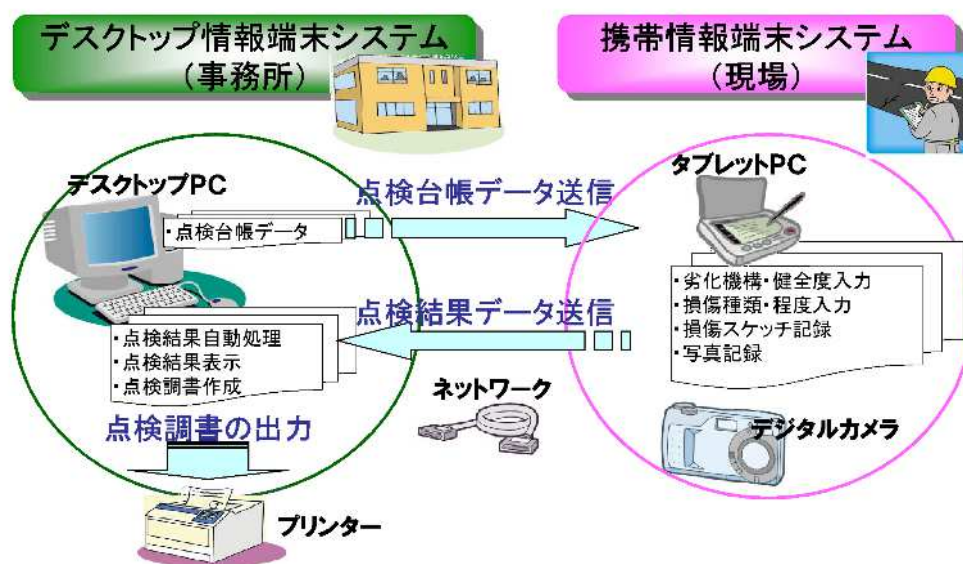 デスクトップ情報端末システム
（事務所）
携帯情報端末システム
（現場）
デスクトップPC
・点検台帳データ
点検台帳データ送信
タブレットPC
・劣化機構・健全度入力
・損傷種類・程度入力
・損傷スケッチ記録
・写真記録
点検結果データ送信
・点検結果自動処理
・点検結果表示
・点検調書作成
ネットワーク
デジタルカメラ
点検調書の出力
プリンター